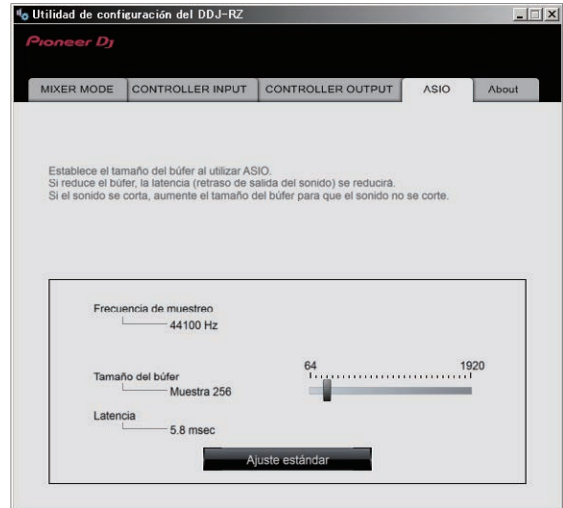 Utilidad de configuración del DDJ-RZ
Pioneer Dj
MIXER MODE CONTROLLER INPUT CONTROLLER OUTPUT ASIO About
Establece el tamaño del búfer al utilizar ASIO.
Si reduce el búfer, la latencia (retraso de salida del sonido) se reducirá.
Si el sonido se corta, aumente el tamaño del búfer para que el sonido no se corte.
Frecuencia de muestreo
44100 Hz
64 1920
Tamaño del búfer
Muestra 256
Latencia
5.8 msec
Ajuste estándar